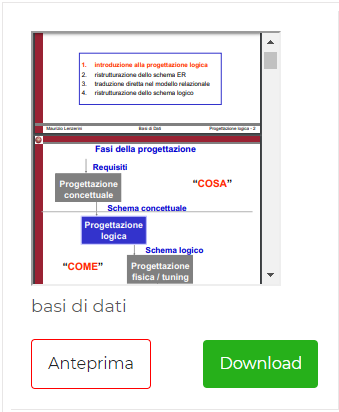 1. introduzione alla progettazione logica
2. ristrutturazione dello schema ER
3. traduzione diretta nel modello relazionale
4. ristrutturazione dello schema logico
Maurizio Lenzerini Basi di Dati Progettazione logica - 2
Fasi della progettazione
Requisiti
Progettazione
concettuale
“COSA”
Schema concettuale
Progettazione
logica
Schema logico
“COME”
Progettazione
fisica / tuning
basi di dati
Anteprima
Download